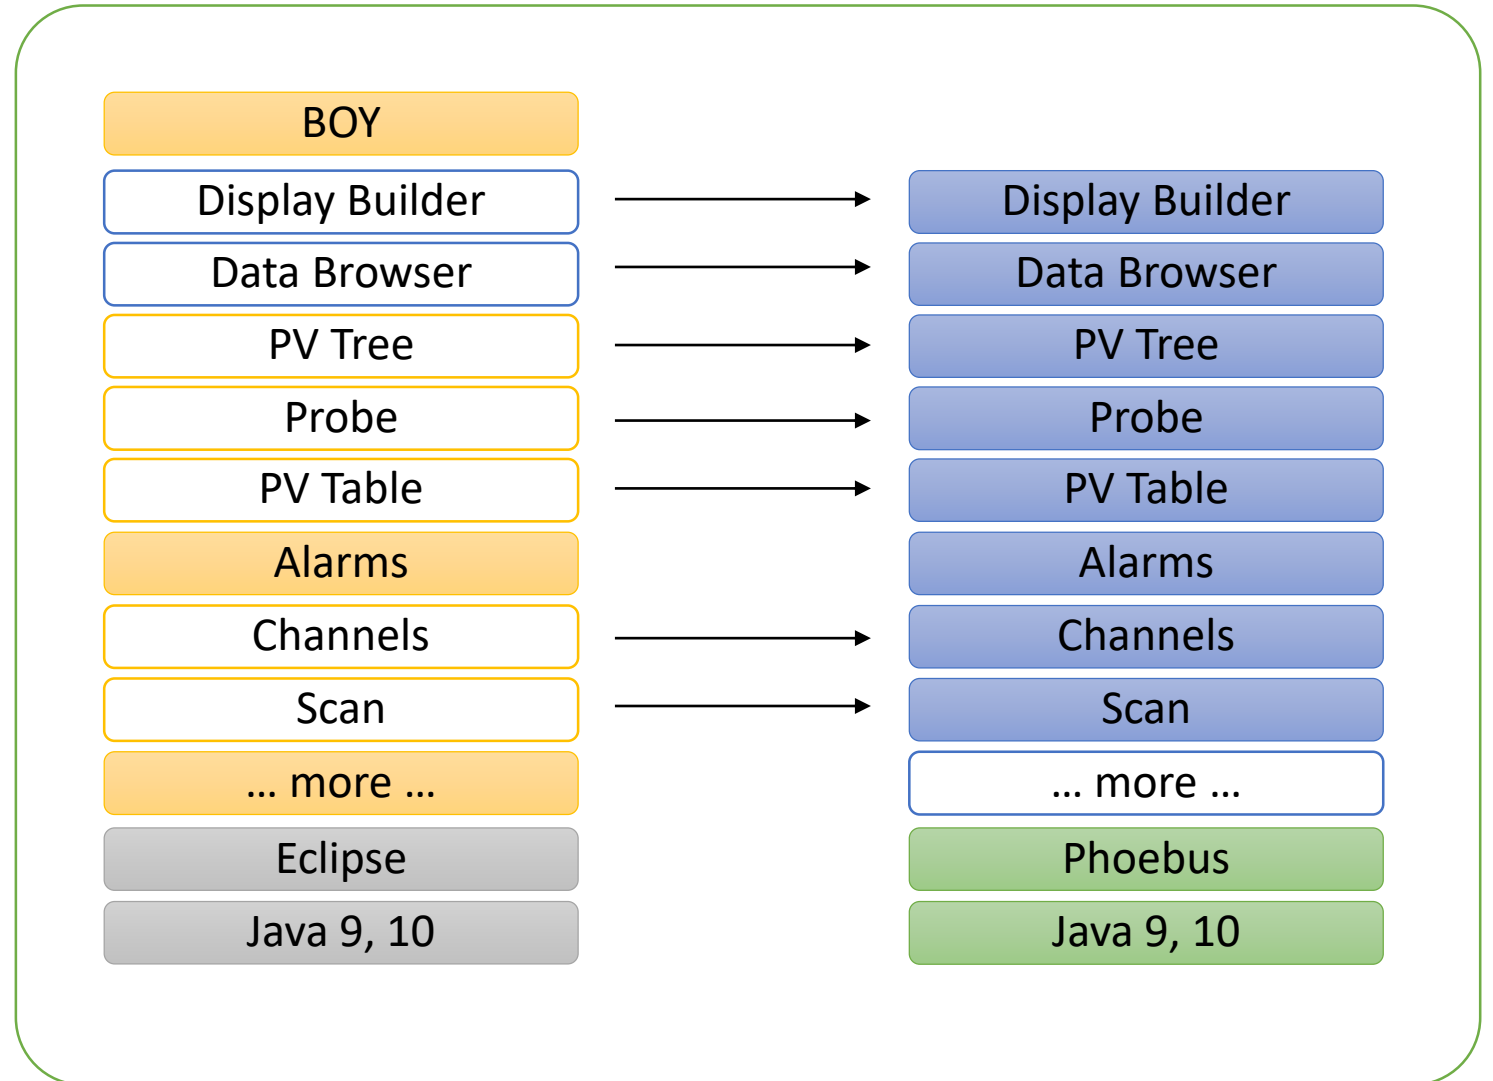 BOY
Display Builder
Data Browser
PV Tree
Probe
PV Table
Alarms
Channels
Scan
... more ...
Eclipse
Java 9, 10
Display Builder
Data Browser
PV Tree
Probe
PV Table
Alarms
Channels
Scan
... more ...
Phoebus
Java 9, 10